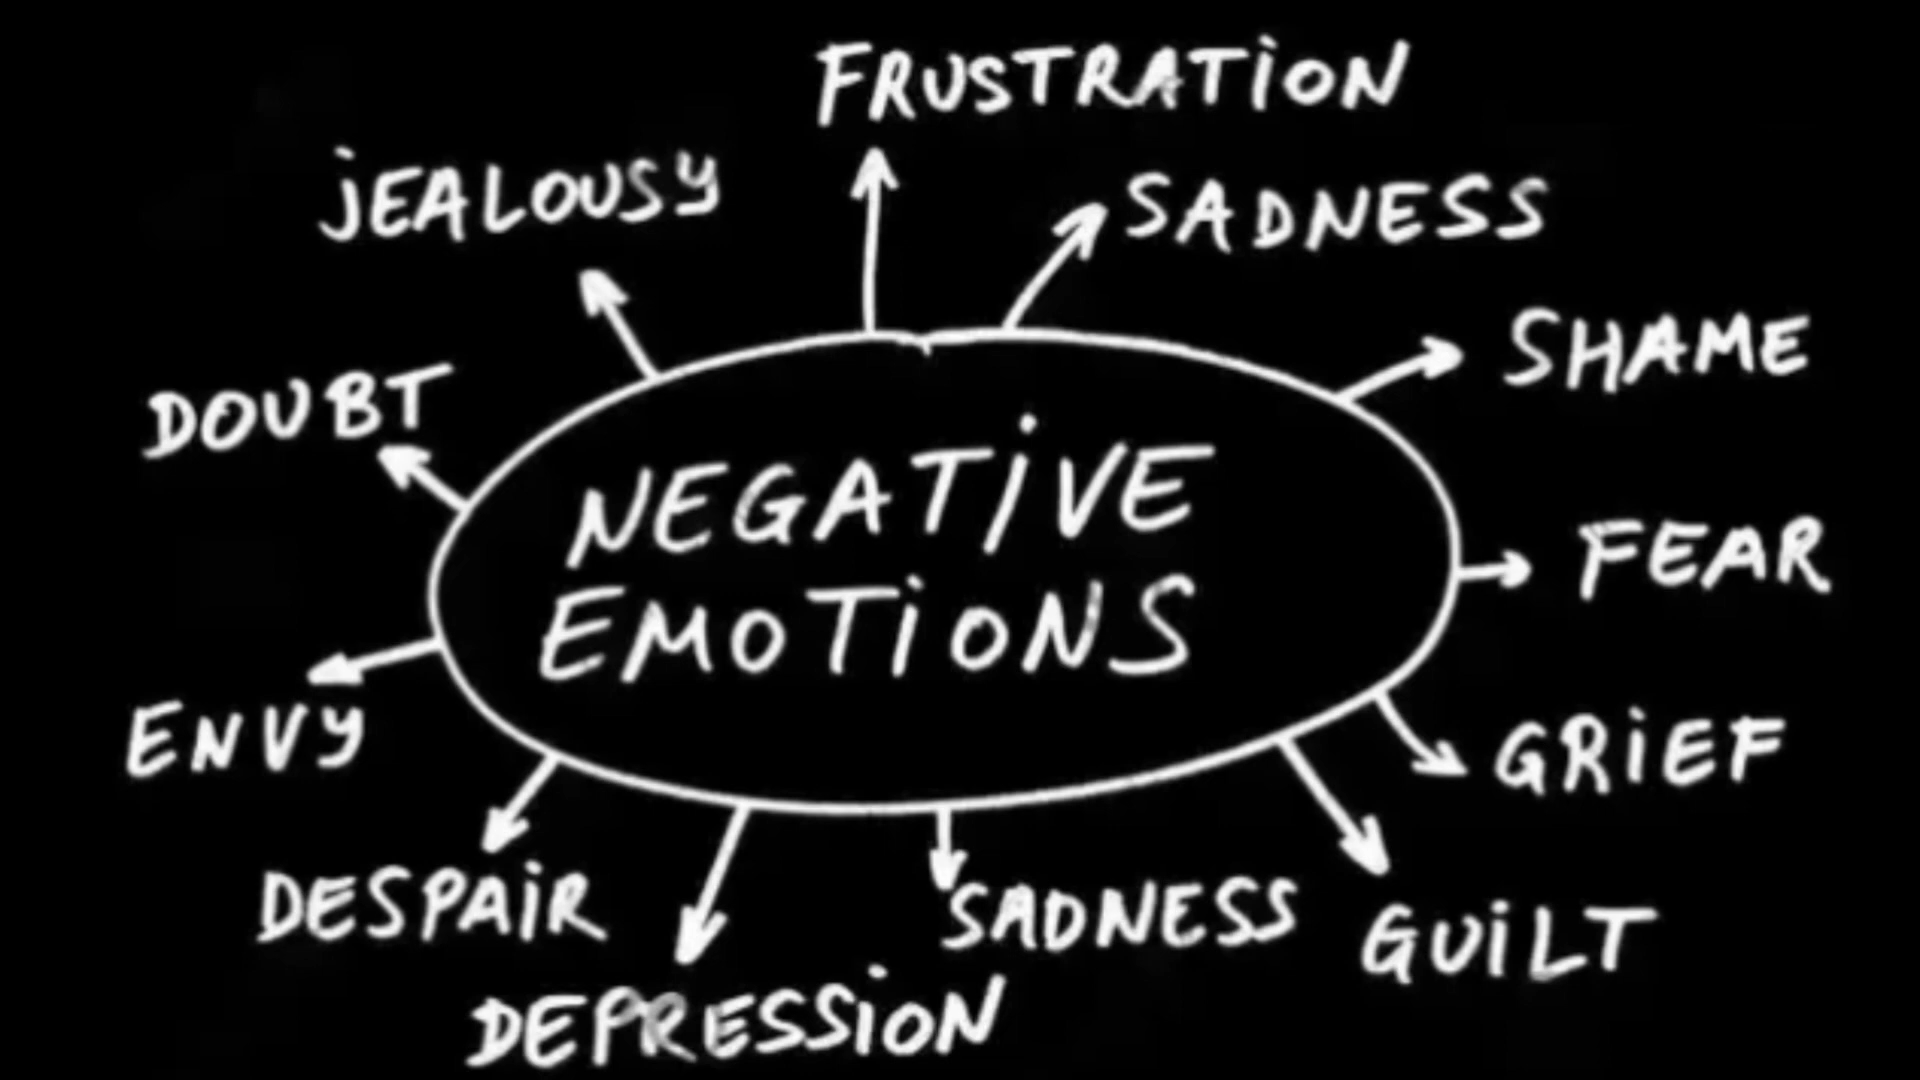 FRUSTRATION
JEALOUSY
SADNESS
SHAME
DOUBT
NEGATIVE
EMOTIONS
FEAR
ENVY
GRIEF
DESPAIR
SADNESS
GUILT
DEPRESSION